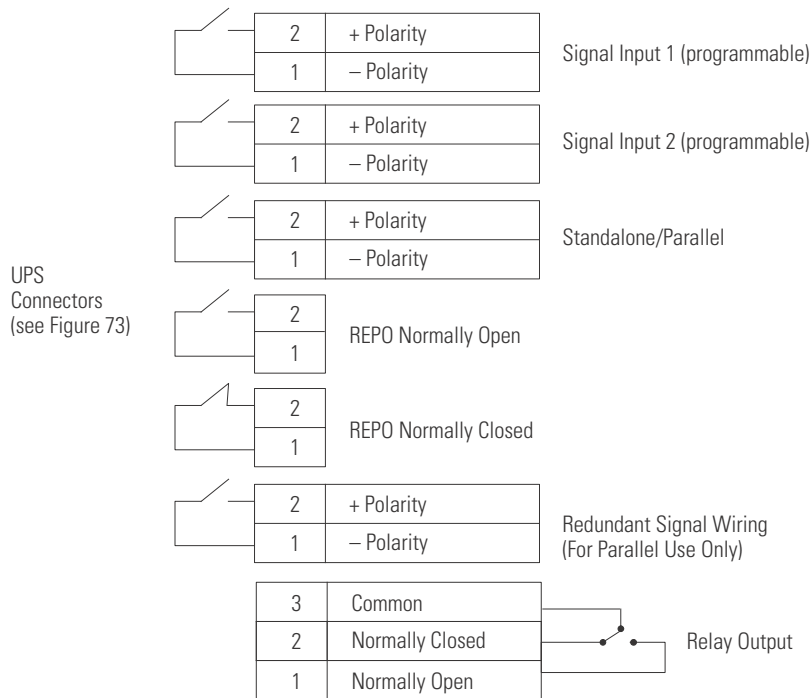 2 + Polarity
1 – Polarity
Signal Input 1 (programmable)
2 + Polarity
1 – Polarity
Signal Input 2 (programmable)
2 + Polarity
1 – Polarity
Standalone/Parallel
UPS
Connectors
(see Figure 73)
2
1
REPO Normally Open
2
1
REPO Normally Closed
2 + Polarity
1 – Polarity
Redundant Signal Wiring
(For Parallel Use Only)
3 Common
2 Normally Closed
1 Normally Open
Relay Output